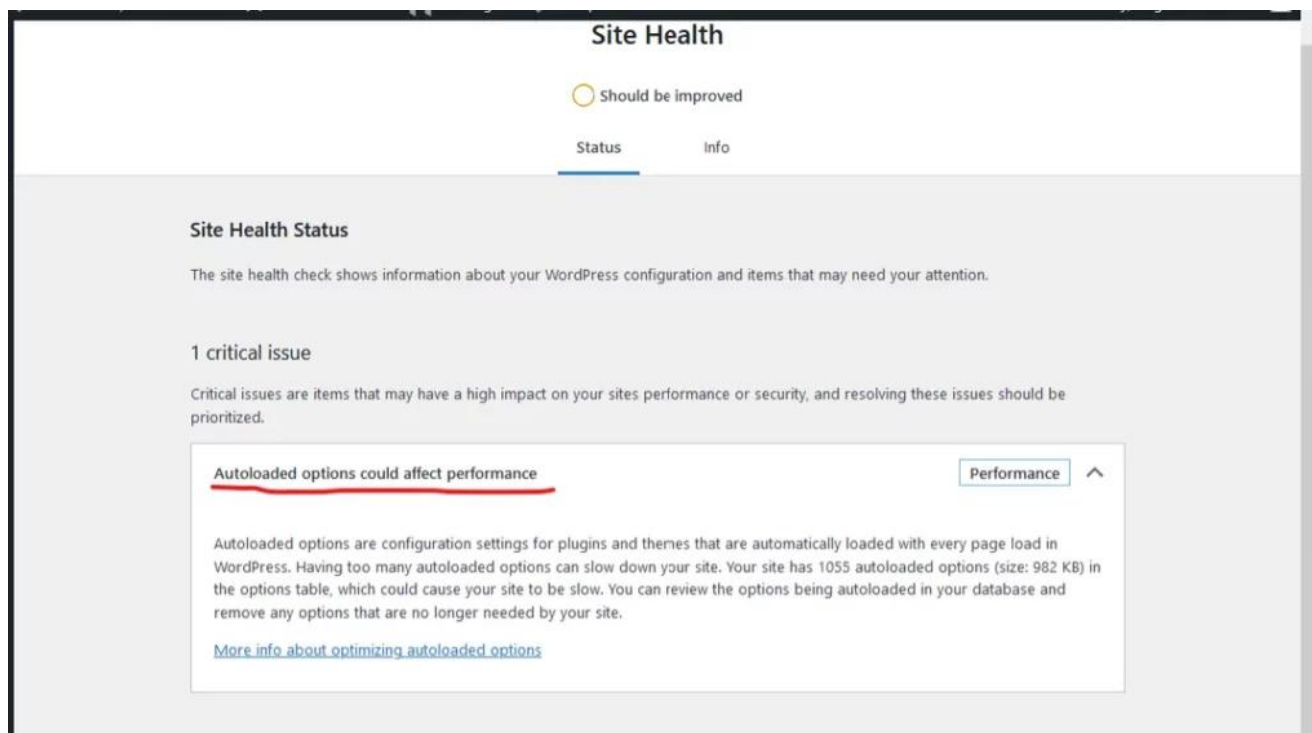 Site Health
Should be improved
Status Info
Site Health Status
The site health check shows information about your WordPress configuration and items that may need your attention.
1 critical issue
Critical issues are items that may have a high impact on your sites performance or security, and resolving these issues should be
prioritized.
Autoloaded options could affect performance Performance
Autoloaded options are configuration settings for plugins and themes that are automatically loaded with every page load in
WordPress. Having too many autoloaded options can slow down your site. Your site has 1055 autoloaded options (size: 982 KB) in
the options table, which could cause your site to be slow. You can review the options being autoloaded in your database and
remove any options that are no longer needed by your site.
More info about optimizing autoloaded options